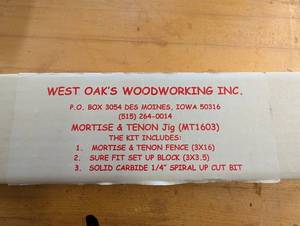 WEST OAK'S WOODWORKING INC.
P.O. BOX 3054 DES MOINES, IOWA 50316
(515) 264-0014
MORTISE & TENON Jig (MT1603)
THE KIT INCLUDES:
1. MORTISE & TENON FENCE (3X16)
2. SURE FIT SET UP BLOCK (3X3.5)
3. SOLID CARBIDE 1/4" SPIRAL UP CUT BIT